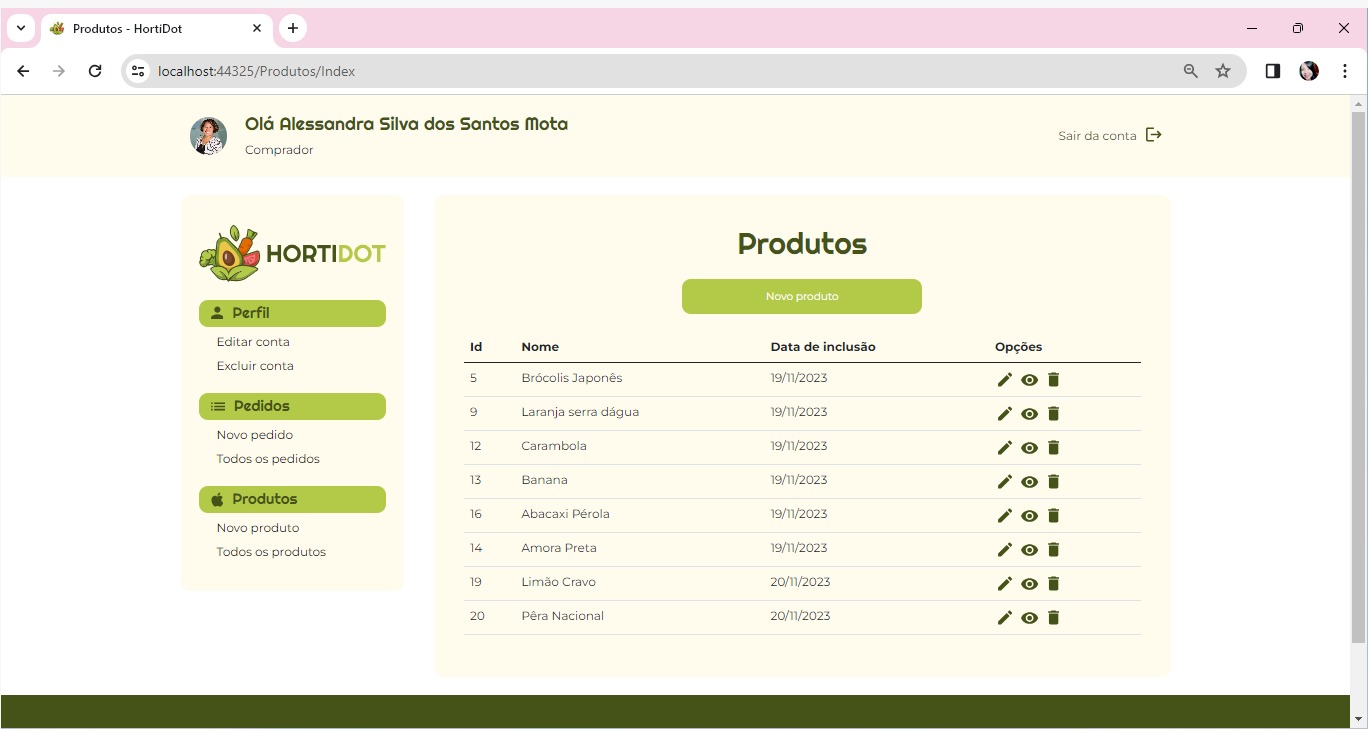 Produtos - HortiDot
localhost:44325/Produtos/Index
Olá Alessandra Silva dos Santos Mota
Comprador
Sair da conta
HORTIDOT
Perfil
Editar conta
Excluir conta
Pedidos
Novo pedido
Todos os pedidos
Produtos
Novo produto
Todos os produtos
Produtos
Novo produto
Id Nome Data de inclusão Opções
5 Brócolis Japonês 19/11/2023
9 Laranja serra dágua 19/11/2023
12 Carambola 19/11/2023
13 Banana 19/11/2023
16 Abacaxi Pérola 19/11/2023
14 Amora Preta 19/11/2023
19 Limão Cravo 20/11/2023
20 Pêra Nacional 20/11/2023